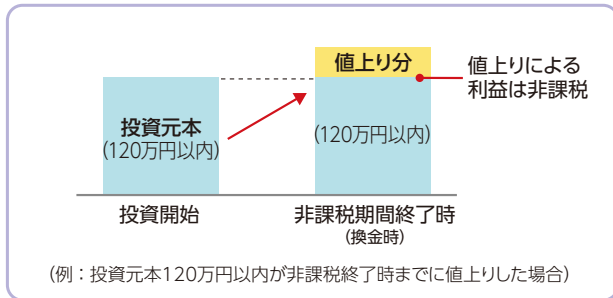 値上り分
値上りによる
利益は非課税
投資元本
(120万円以内)
(120万円以内)
投資開始
非課税期間終了時
(換金時)
(例：投資元本120万円以内が非課税終了時までに値上りした場合)